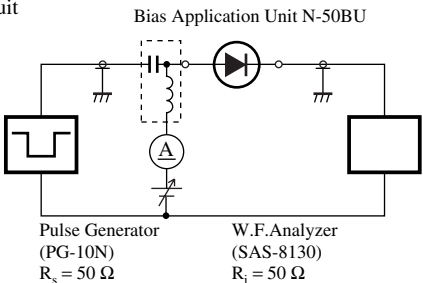 uit
Bias Application Unit N-50BU
A
Pulse Generator
(PG-10N)
Rs = 50 Ω
W.F.Analyzer
(SAS-8130)
Ri = 50 Ω